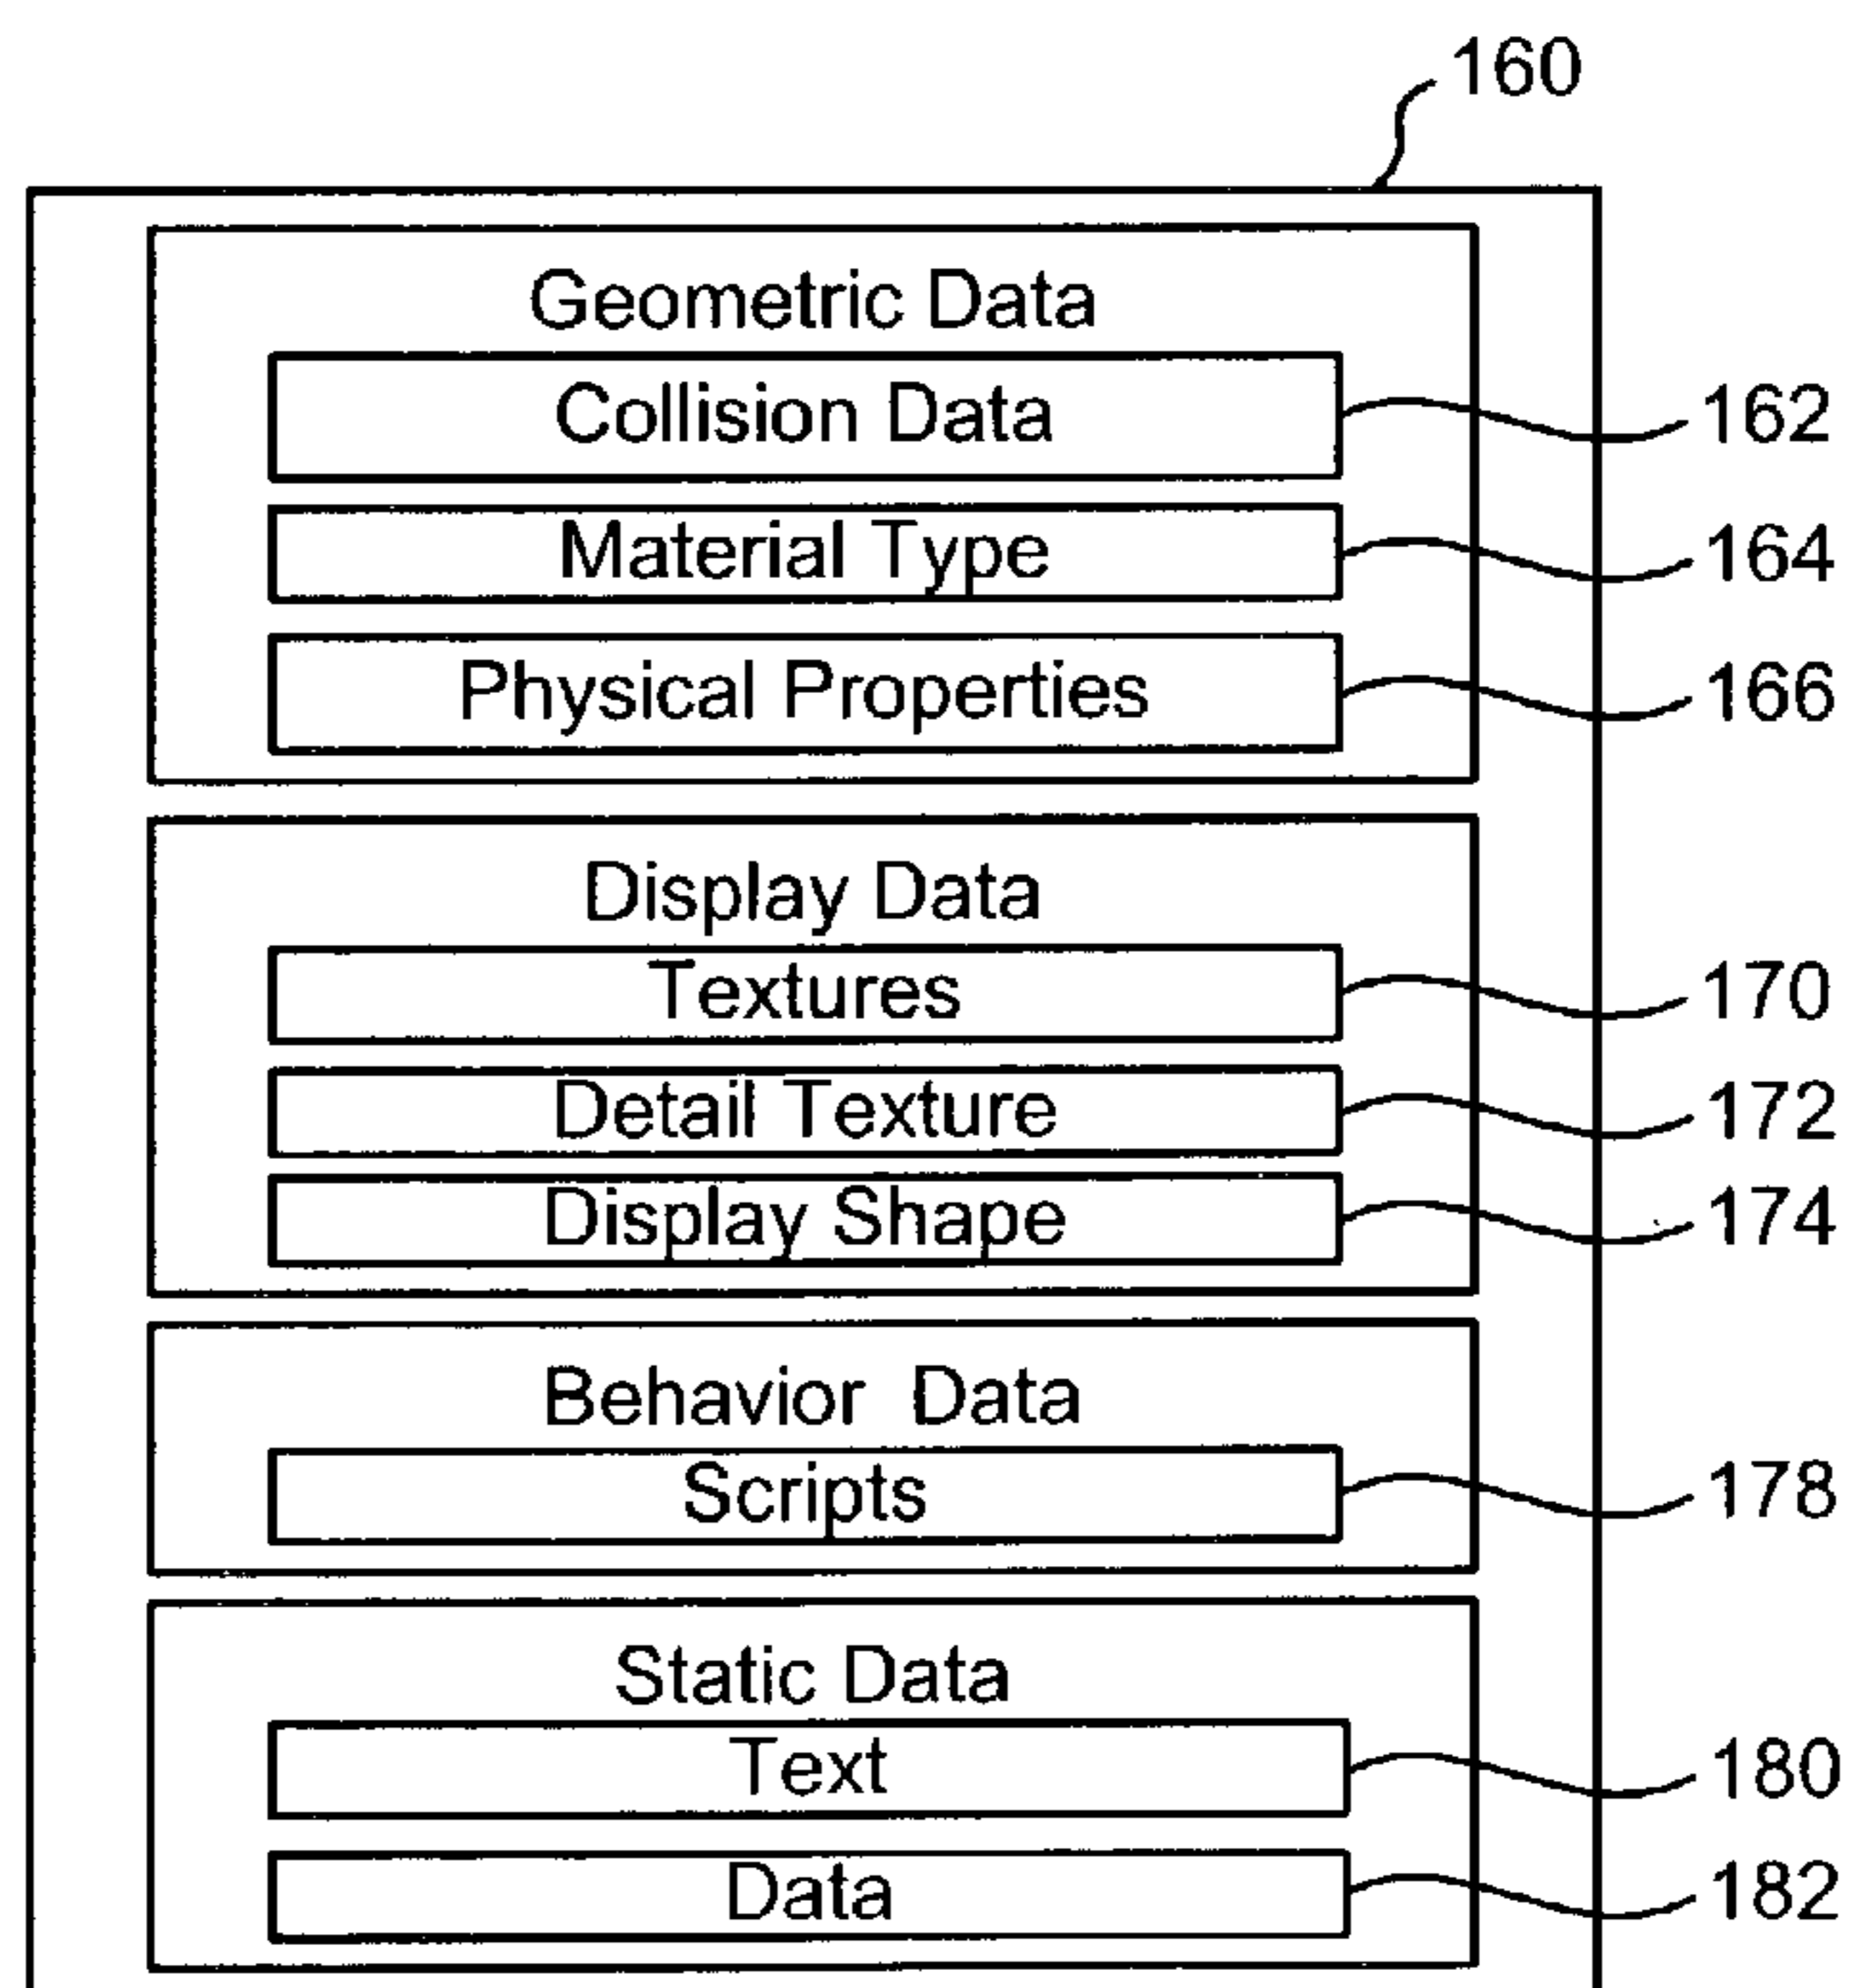 160
Geometric Data
Collision Data 162
Material Type 164
Physical Properties 166
Display Data
Textures 170
Detail Texture 172
Display Shape 174
Behavior Data
Scripts 178
Static Data
Text 180
Data 182